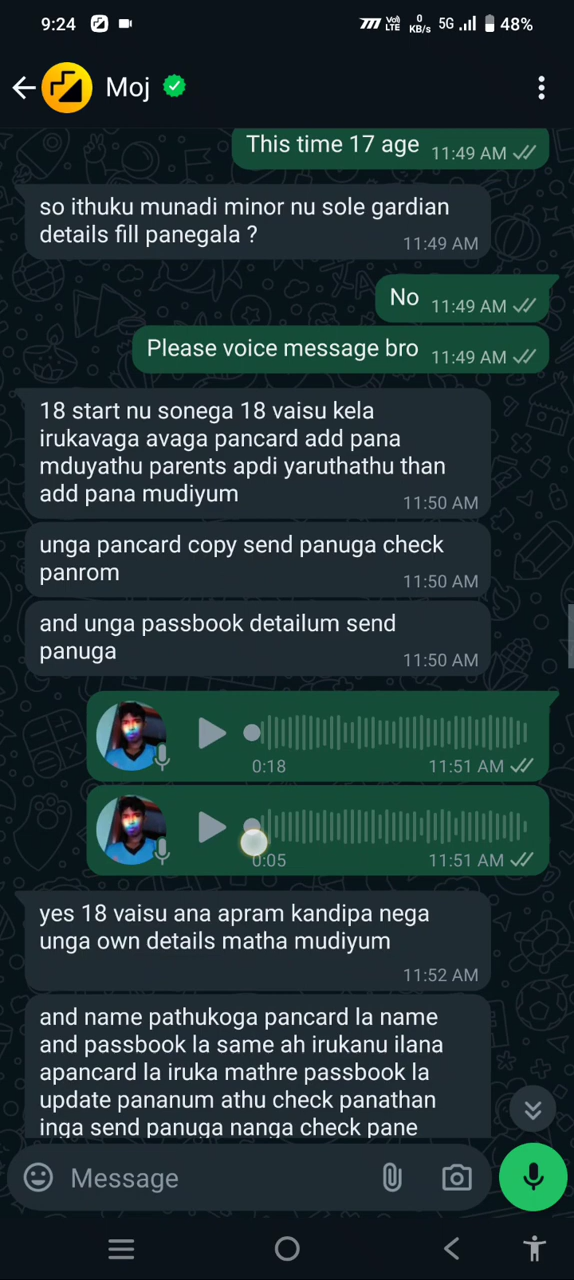 9:24
VoI) LTE 0 KB/s 5G 48%
Moj
This time 17 age 11:49 AM
so ithuku munadi minor nu sole gardian
details fill panegala ?
11:49 AM
No 11:49 AM
Please voice message bro 11:49 AM
18 start nu sonega 18 vaisu kela
irukavaga avaga pancard add pana
mduyathu parents apdi yaruthathu than
add pana mudiyum
11:50 AM
unga pancard copy send panuga check
panrom
11:50 AM
and unga passbook detailum send
panuga
11:50 AM
0:18 11:51 AM
0:05 11:51 AM
yes 18 vaisu ana apram kandipa nega
unga own details matha mudiyum
11:52 AM
and name pathukoga pancard la name
and passbook la same ah irukanu ilana
apancard la iruka mathre passbook la
update pananum athu check panathan
inga send panuga nanga check pane
Message